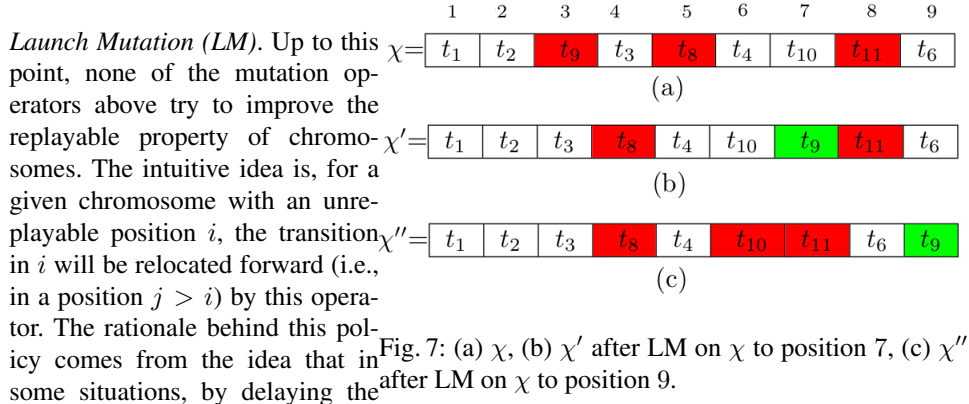 Launch Mutation (LM). Up to this
point, none of the mutation op-
erators above try to improve the
replayable property of chromo-
somes. The intuitive idea is, for a
given chromosome with an unre-
playable position i, the transition
in i will be relocated forward (i.e.,
in a position j > i) by this opera-
tor. The rationale behind this pol-
icy comes from the idea that in
some situations, by delaying the
1 2 3 4 5 6 7 8 9
χ= t₁ t₂ t₉ t₃ t₈ t₄ t₁₀ t₁₁ t₆
(a)
χ′= t₁ t₂ t₃ t₈ t₄ t₁₀ t₉ t₁₁ t₆
(b)
χ′′= t₁ t₂ t₃ t₈ t₄ t₁₀ t₁₁ t₆ t₉
(c)
Fig. 7: (a) χ, (b) χ′ after LM on χ to position 7, (c) χ′′
after LM on χ to position 9.